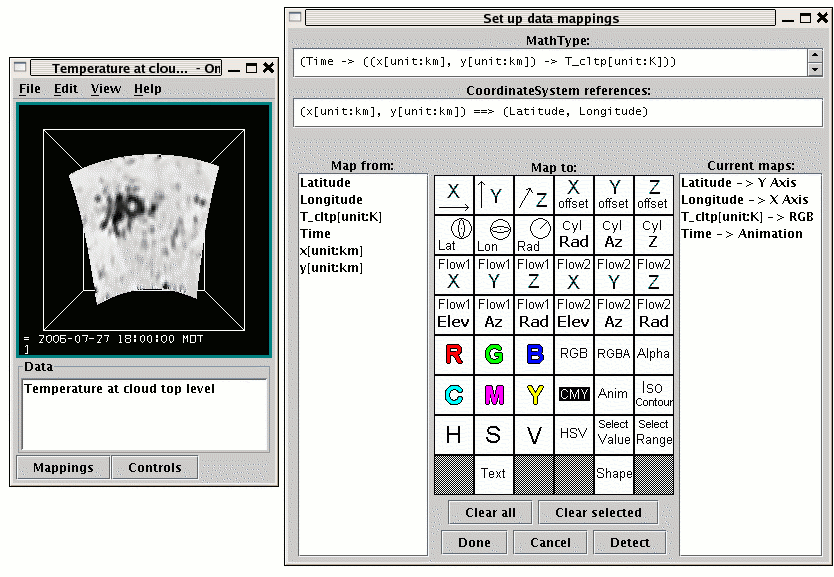 Temperature at clou... - On
File Edit View Help
= 2006-07-27 18:00:00 MDT
]
Data
Temperature at cloud top level
Mappings Controls
Set up data mappings
MathType:
(Time -> ((x[unit:km], y[unit:km]) -> T_cltp[unit:K]))
CoordinateSystem references:
(x[unit:km], y[unit:km]) ==> (Latitude, Longitude)
Map from:
Latitude
Longitude
T_cltp[unit:K]
Time
x[unit:km]
y[unit:km]
Map to:
X Y Z X offset Y offset Z offset
Lat Lon Rad Cyl Rad Cyl Az Cyl Z
Flow1 X Flow1 Y Flow1 Z Flow2 X Flow2 Y Flow2 Z
Flow1 Elev Flow1 Az Flow1 Rad Flow2 Elev Flow2 Az Flow2 Rad
R G B RGB RGBA Alpha
C M Y CMY Anim Iso Contour
H S V HSV Select Value Select Range
Text Shape
Clear all Clear selected
Done Cancel Detect
Current maps:
Latitude -> Y Axis
Longitude -> X Axis
T_cltp[unit:K] -> RGB
Time -> Animation